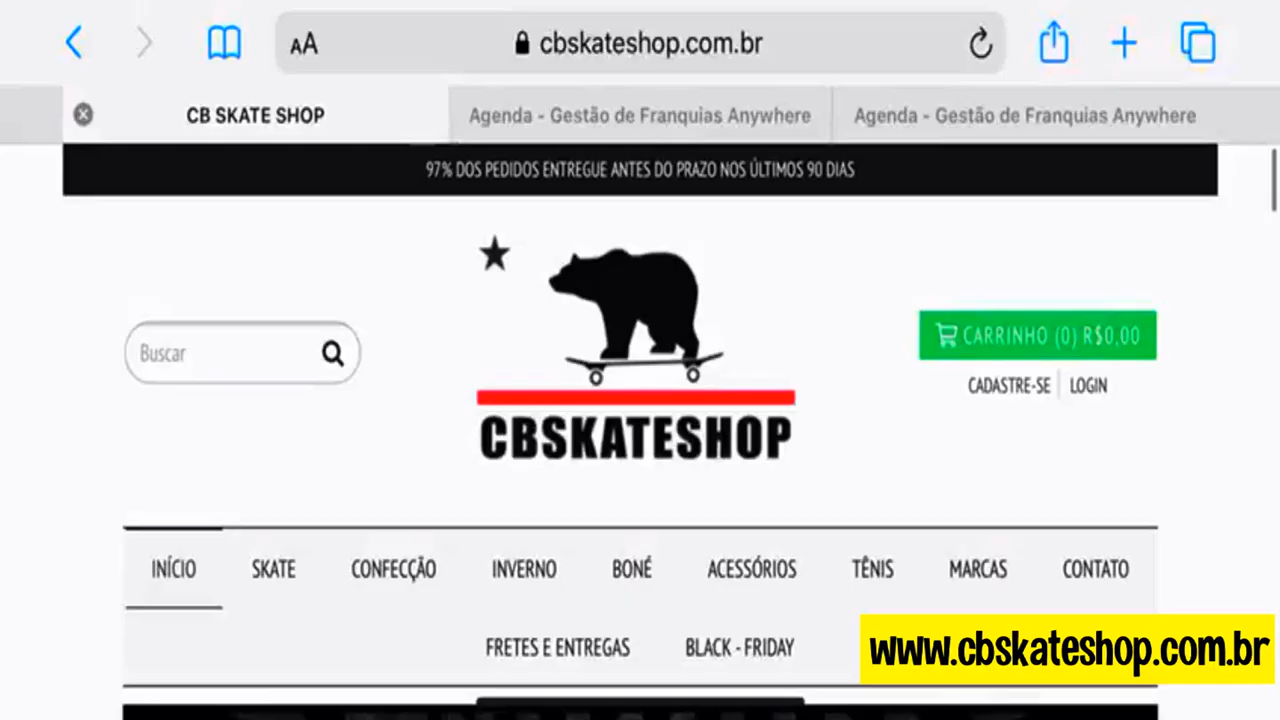 AA
cbskateshop.com.br
CB SKATE SHOP
Agenda - Gestão de Franquias Anywhere
Agenda - Gestão de Franquias Anywhere
97% DOS PEDIDOS ENTREGUE ANTES DO PRAZO NOS ÚLTIMOS 90 DIAS
Buscar
CARRINHO (0) R$0,00
CADASTRE-SE
LOGIN
CBSKATESHOP
INÍCIO
SKATE
CONFECÇÃO
INVERNO
BONÉ
ACESSÓRIOS
TÊNIS
MARCAS
CONTATO
FRETES E ENTREGAS
BLACK - FRIDAY
www.cbskateshop.com.br